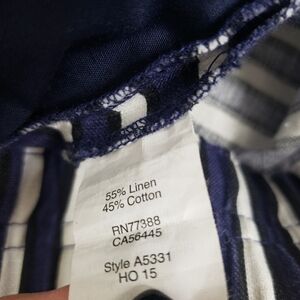 55% Linen
45% Cotton
RN77388
CA56445
Style A5331
HO 15